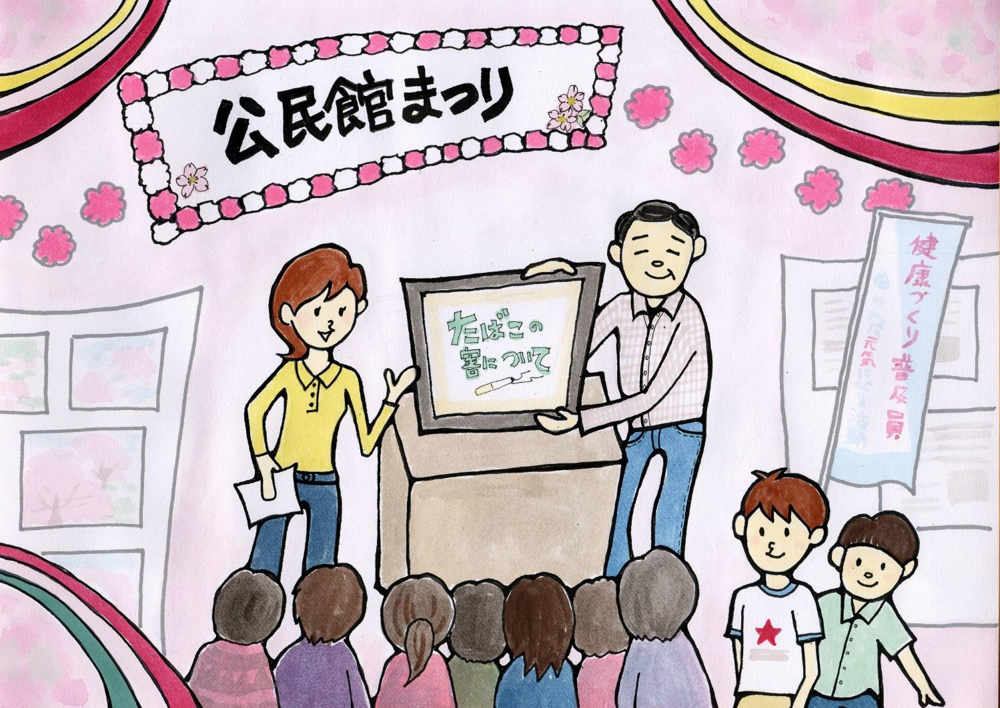 公民館まつり
たばこの
害について
健康づくり普及員